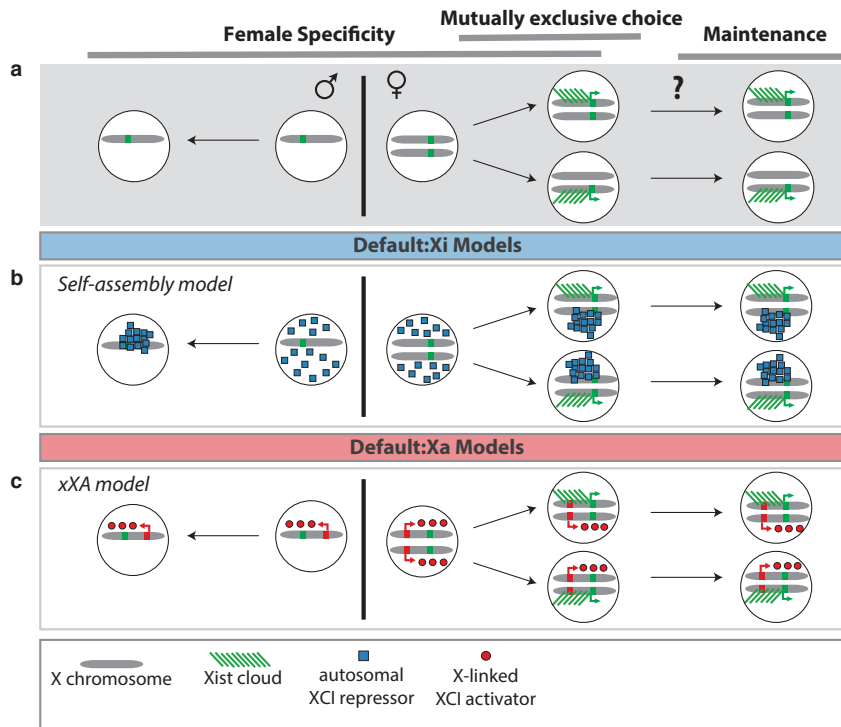 Female Specificity
Mutually exclusive choice
Maintenance
a
?
Default:Xi Models
b
Self-assembly model
Default:Xa Models
c
xXA model
X chromosome
Xist cloud
autosomal
XCI repressor
X-linked
XCI activator